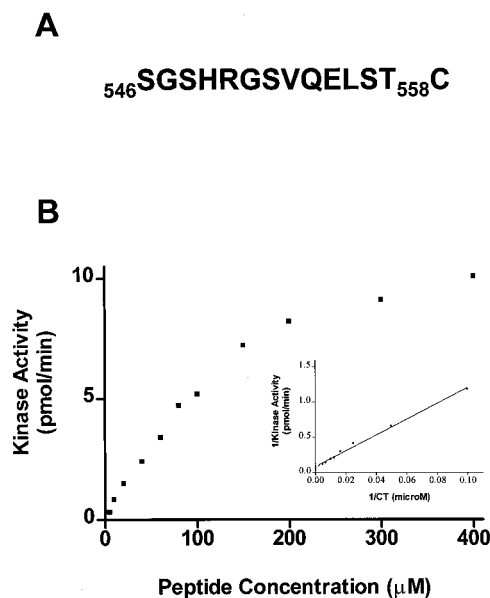 A
546SGSHRGSVQELST558C
B
Kinase Activity
(pmol/min)
10
5
0
0
100
200
300
400
Peptide Concentration (μM)
1/Kinase Activity
(pmol/min)
1.5
1.0
0.5
0.0
0.00
0.02
0.04
0.06
0.08
0.10
1/CT (microM)